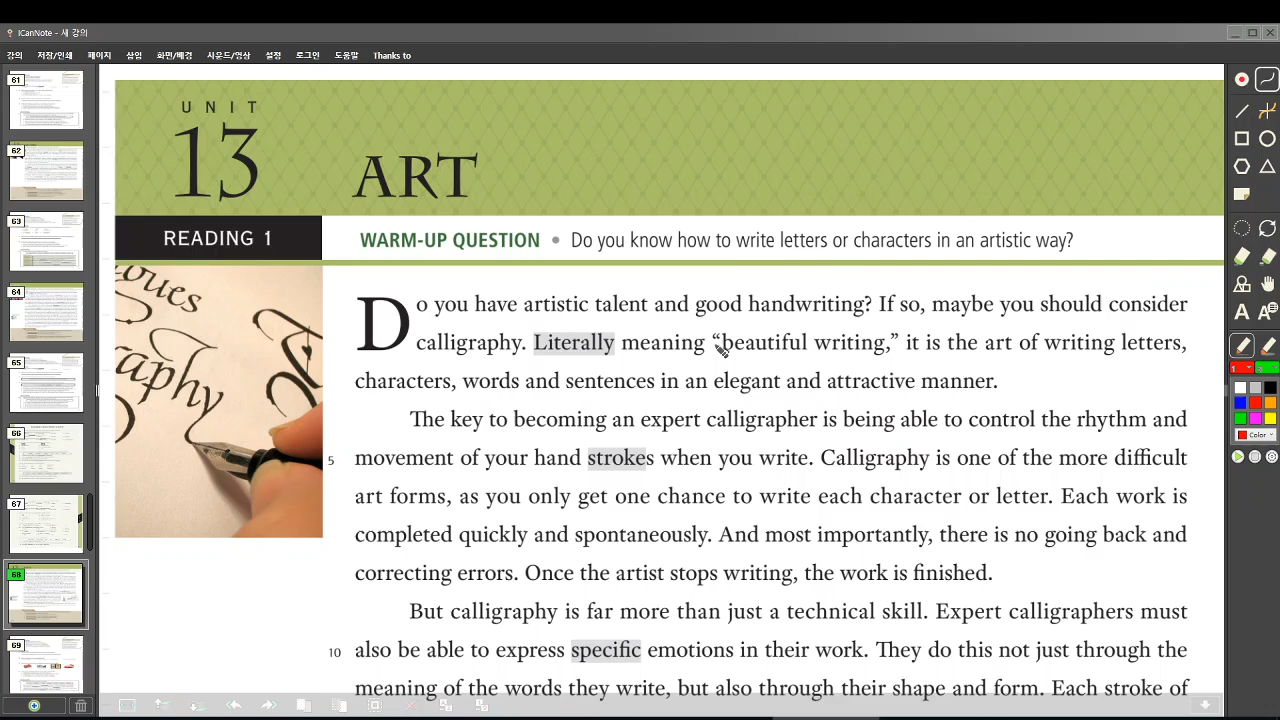 ICanNote - 새 강의
강의 저장/인쇄 페이지 삽입 화면/배경 사운드/영상 설정 로그인 도움말 Thanks to
61
62
63
64
65
66
67
68
69
UNIT
13
ART
READING 1
WARM-UP QUESTION Do you know how to write letters or characters in an artistic way?
Do you have artistic talent and good handwriting? If so, maybe you should consider
calligraphy. Literally meaning “beautiful writing,” it is the art of writing letters,
characters, words and sentences in an elegant and attractive manner.
The key to becoming an expert calligrapher is being able to control the rhythm and
5 movement of your hand strokes when you write. Calligraphy is one of the more difficult
art forms, as you only get one chance to write each character or letter. Each work is
completed quickly and spontaneously. And most importantly, there is no going back and
correcting errors. Once the artist stops writing, the work is finished.
But calligraphy is far more than just a technical skill. Expert calligraphers must
10 also be able to express specific emotions in their work. They do this not just through the
meaning of the words they write, but also through their shape and form. Each stroke of
1
3
A A
Color